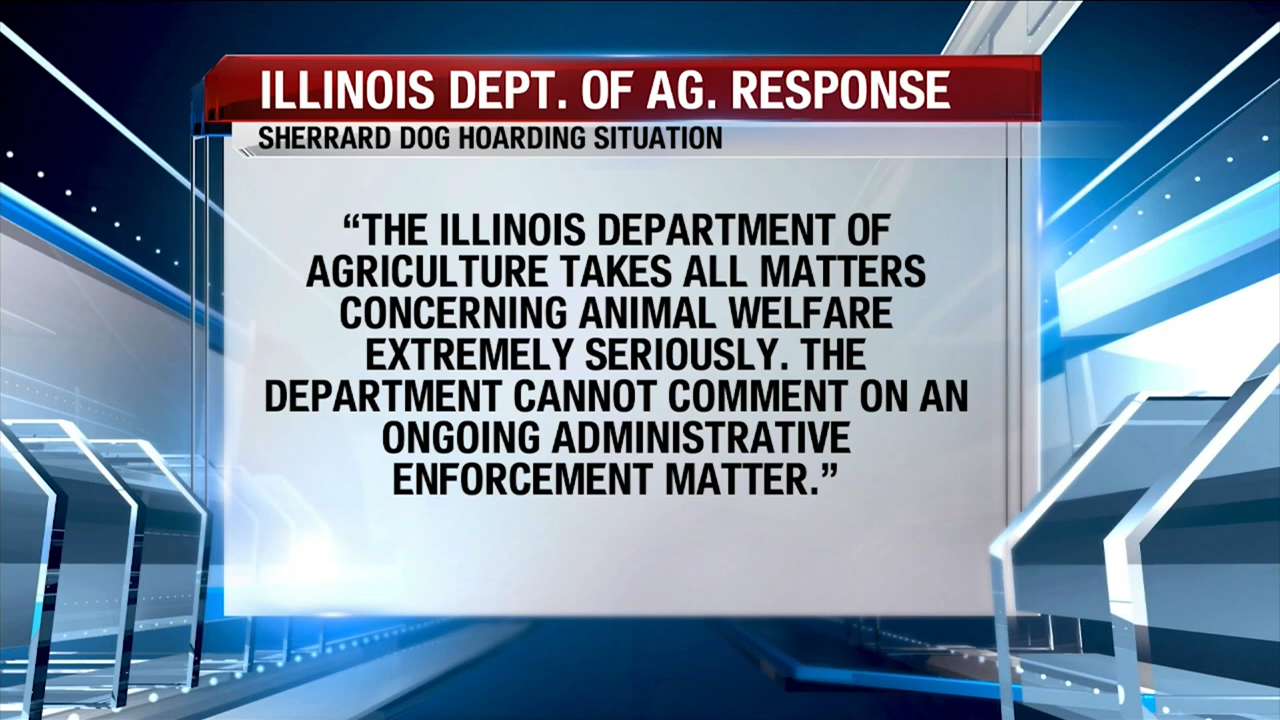 ILLINOIS DEPT. OF AG. RESPONSE
SHERRARD DOG HOARDING SITUATION
“THE ILLINOIS DEPARTMENT OF
AGRICULTURE TAKES ALL MATTERS
CONCERNING ANIMAL WELFARE
EXTREMELY SERIOUSLY. THE
DEPARTMENT CANNOT COMMENT ON AN
ONGOING ADMINISTRATIVE
ENFORCEMENT MATTER.”